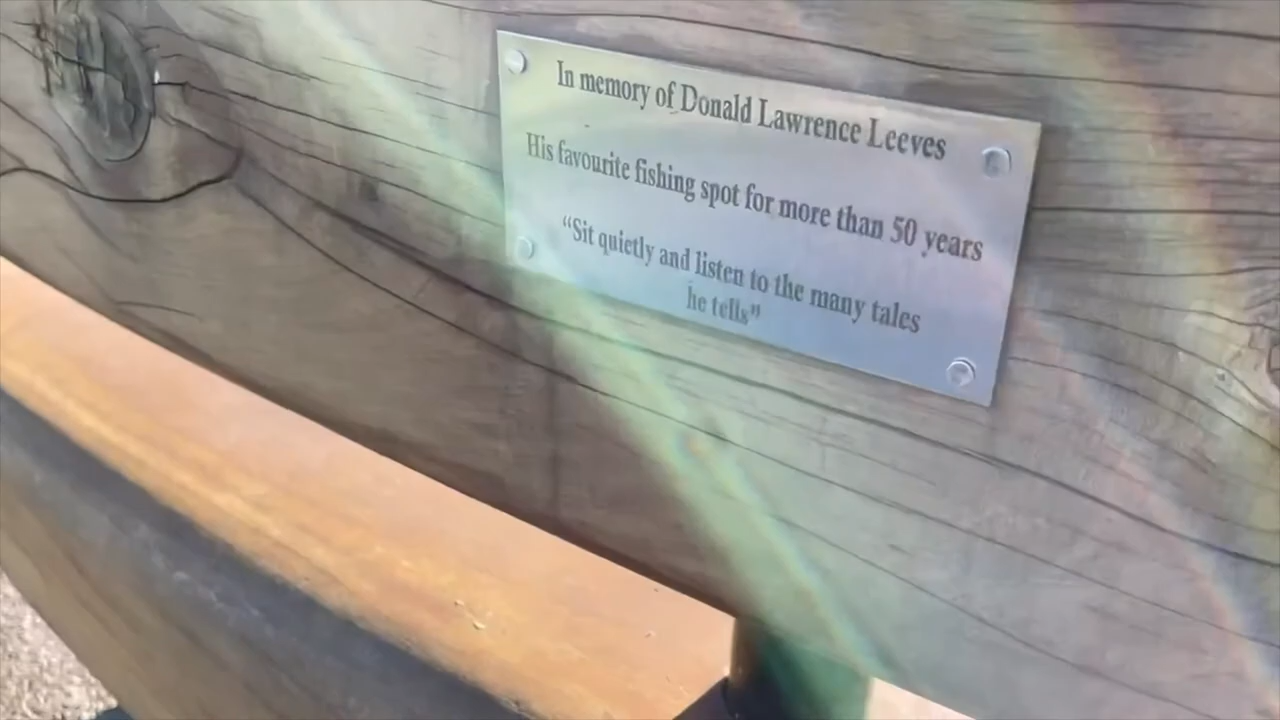 In memory of Donald Lawrence Leeves
His favourite fishing spot for more than 50 years
“Sit quietly and listen to the many tales
he tells”